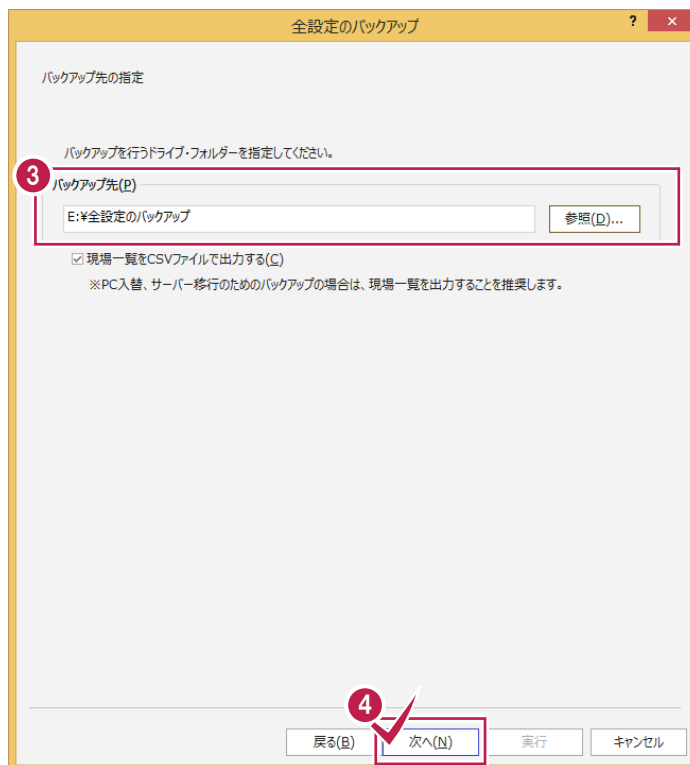 全設定のバックアップ
?
×
バックアップ先の指定
バックアップを行うドライブ・フォルダーを指定してください。
3
バックアップ先(P)
E:¥全設定のバックアップ
参照(D)...
現場一覧をCSVファイルで出力する(C)
※PC入替、サーバー移行のためのバックアップの場合は、現場一覧を出力することを推奨します。
4
戻る(B)
次へ(N)
実行
キャンセル